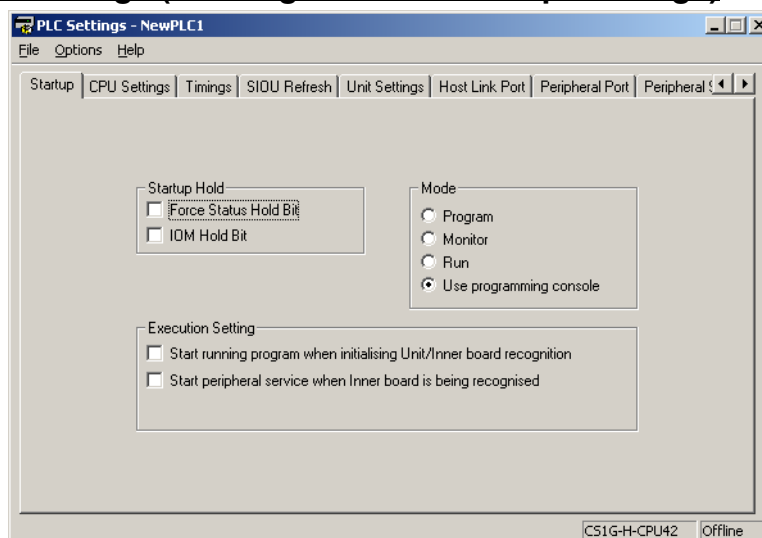 PLC Settings - NewPLC1
File Options Help
Startup CPU Settings Timings SIOU Refresh Unit Settings Host Link Port Peripheral Port Peripheral
Startup Hold
Force Status Hold Bit
IOM Hold Bit
Mode
Program
Monitor
Run
Use programming console
Execution Setting
Start running program when initialising Unit/Inner board recognition
Start peripheral service when Inner board is being recognised
CS1G-H-CPU42 Offline